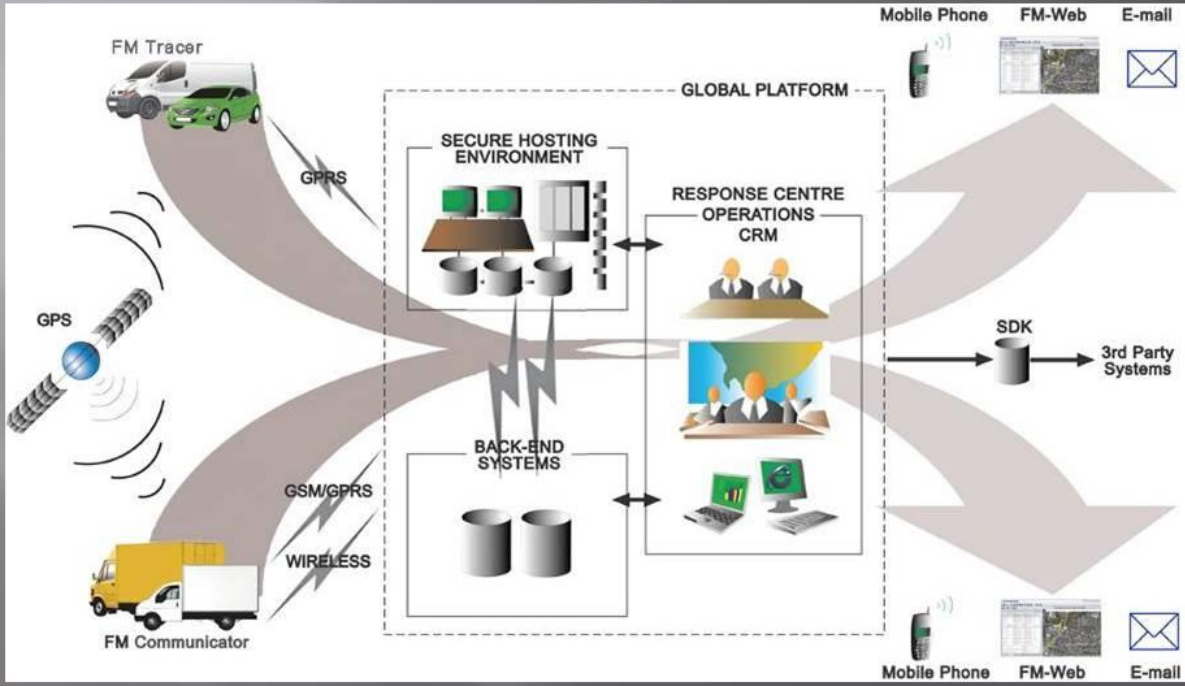 Mobile Phone
FM-Web
E-mail
FM Tracer
GLOBAL PLATFORM
SECURE HOSTING
ENVIRONMENT
GPRS
RESPONSE CENTRE
OPERATIONS
CRM
GPS
SDK
3rd Party
Systems
BACK-END
SYSTEMS
GSM/GPRS
WIRELESS
FM Communicator
Mobile Phone
FM-Web
E-mail